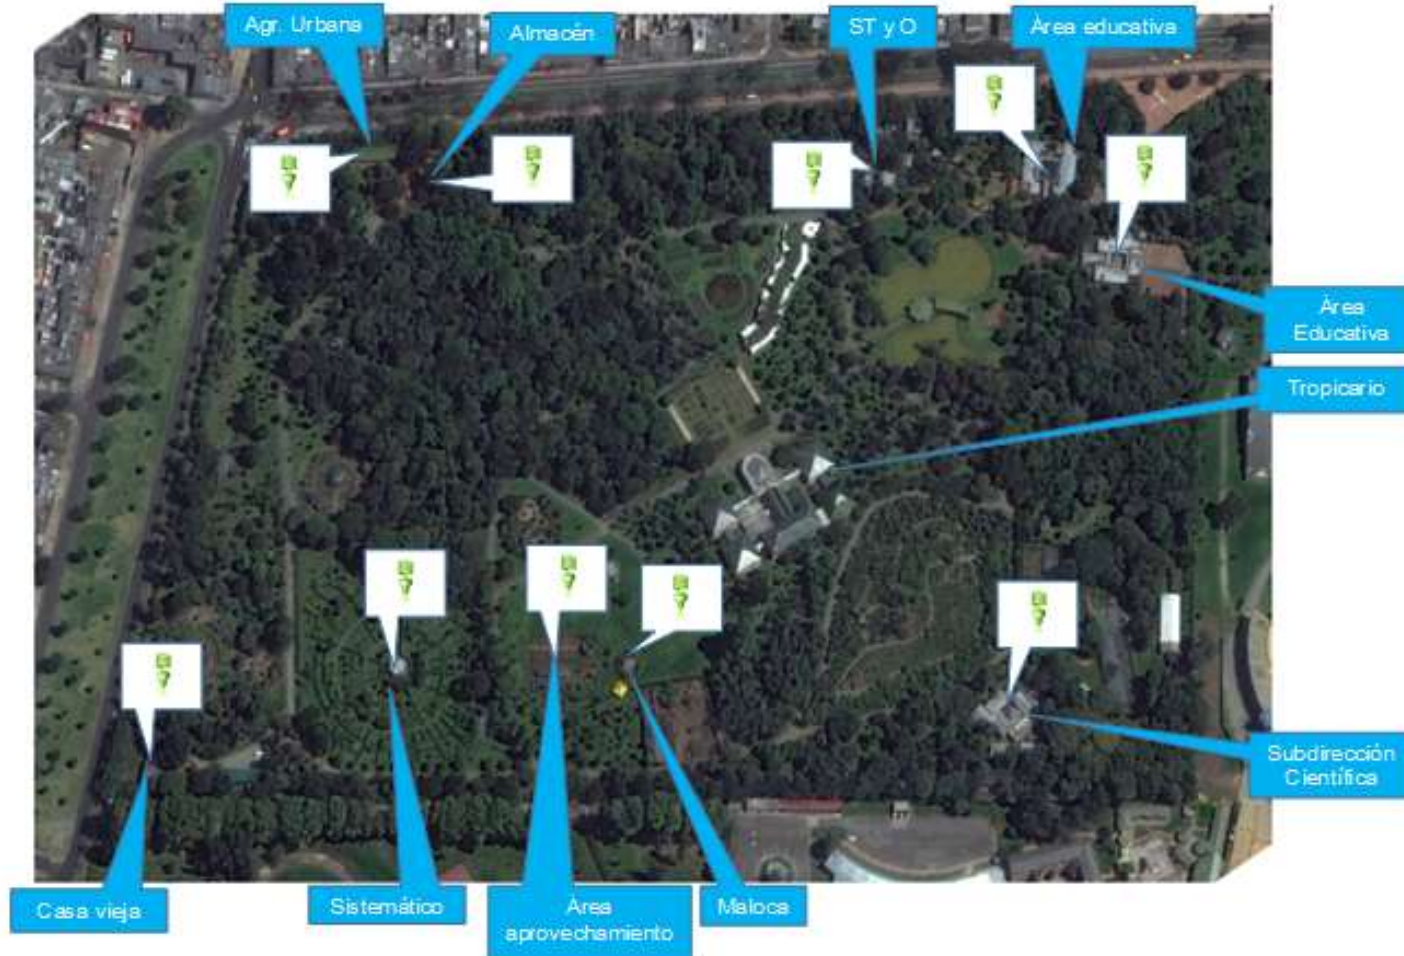 Agr. Urbana
Almacén
ST y O
Área educativa
Área
Educativa
Tropicario
Subdirección
Científica
Casa vieja
Sistemático
Área
aprovechamiento
Maloca